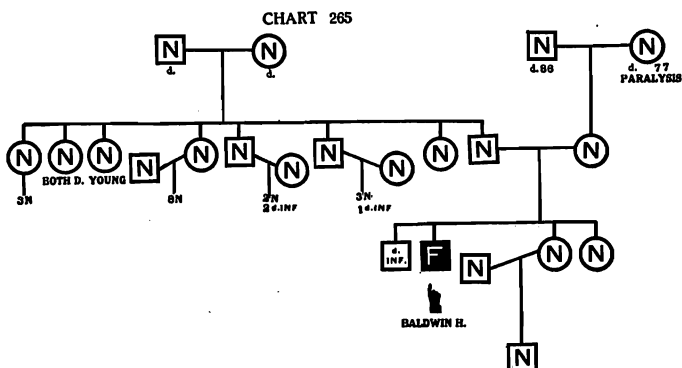 CHART 265
N N N N
d. d. d.86 d. 77
PARALYSIS
N N N N N N N N N N N N
BOTH D. YOUNG
3N 8N 2N 3N
2 d.INF 1 d.INF
d. INF. F N N N
BALDWIN H.
N